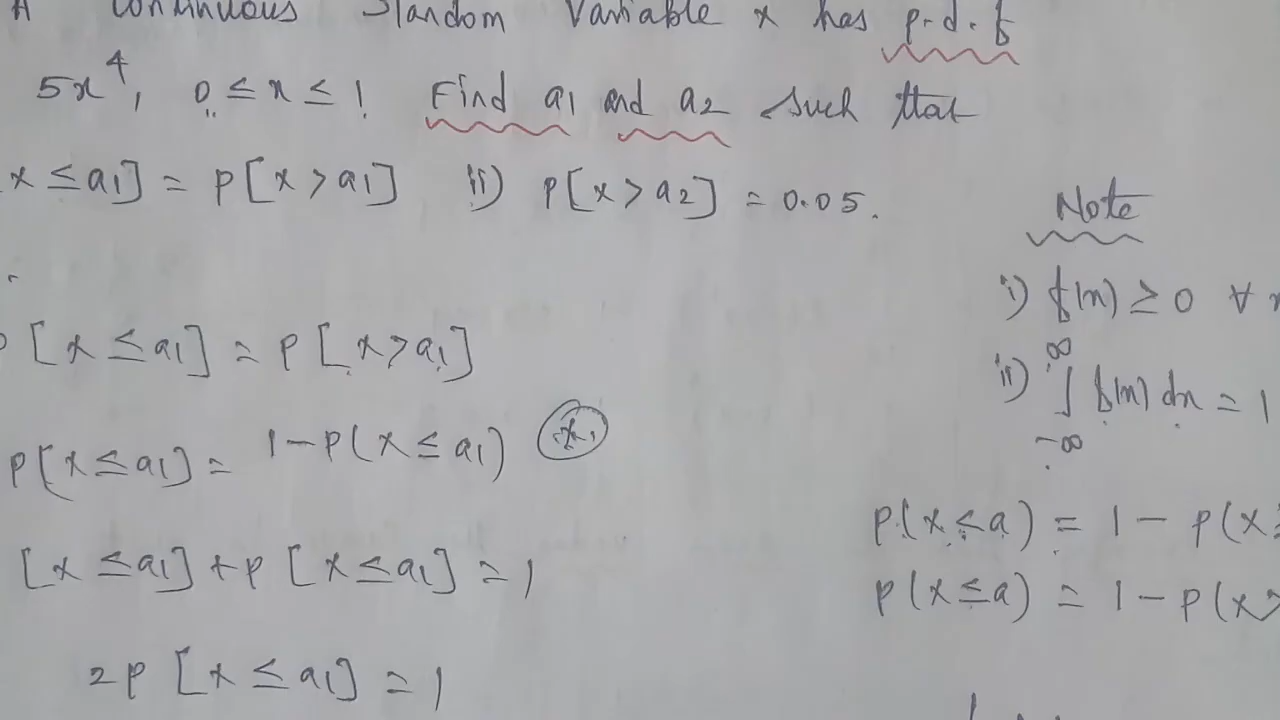 A continuous random Variable x has p.d.f
5x⁴, 0 ≤ x ≤ 1. Find a₁ and a₂ such that
x ≤ a₁] = P[x > a₁] ii) P[x > a₂] = 0.05.
P[x ≤ a₁] = P[x > a₁]
P[x ≤ a₁] = 1 − P(x ≤ a₁) *
[x ≤ a₁] + P[x ≤ a₁] = 1
2P[x ≤ a₁] = 1
Note
i) f(x) ≥ 0 ∀ x
ii) ∫_{-∞}^{∞} f(x) dx = 1
P(x < a) = 1 − P(x ≥
P(x ≤ a) = 1 − P(x >